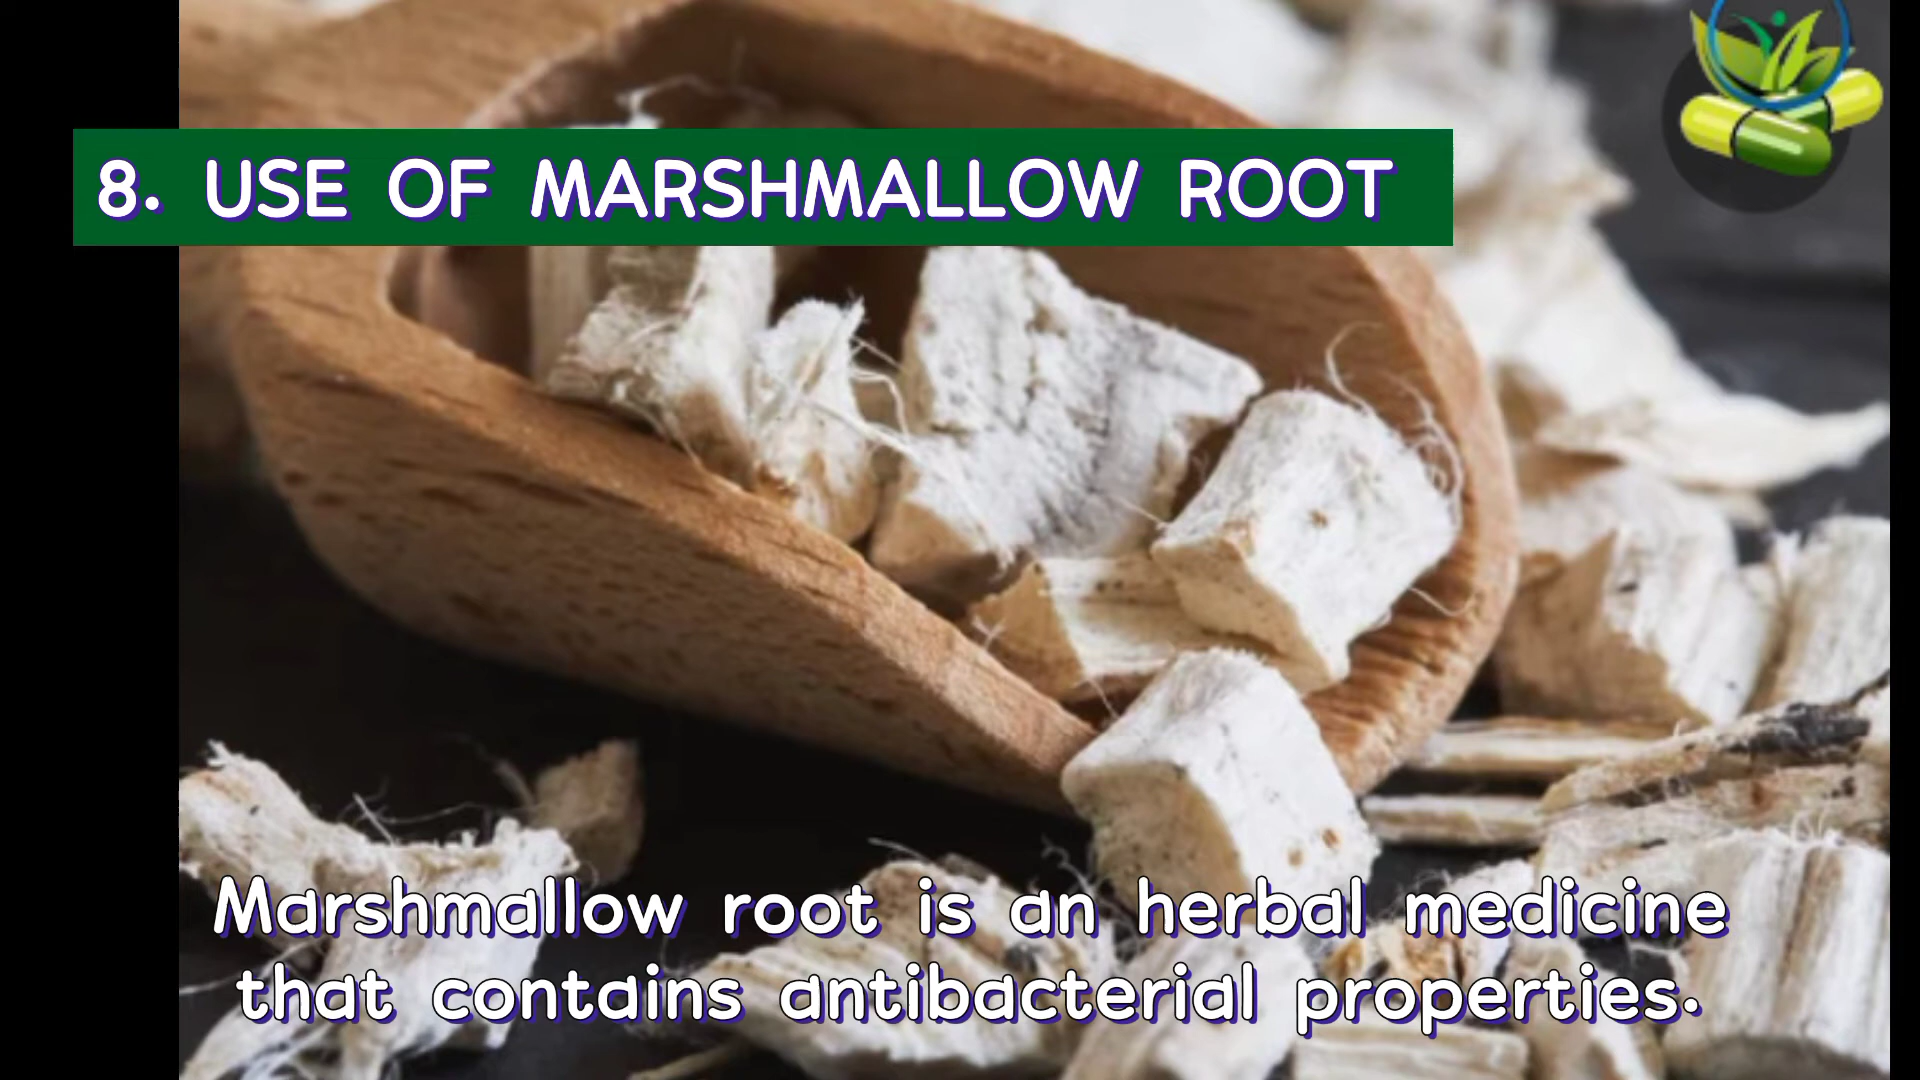 8. USE OF MARSHMALLOW ROOT
Marshmallow root is an herbal medicine
that contains antibacterial properties.